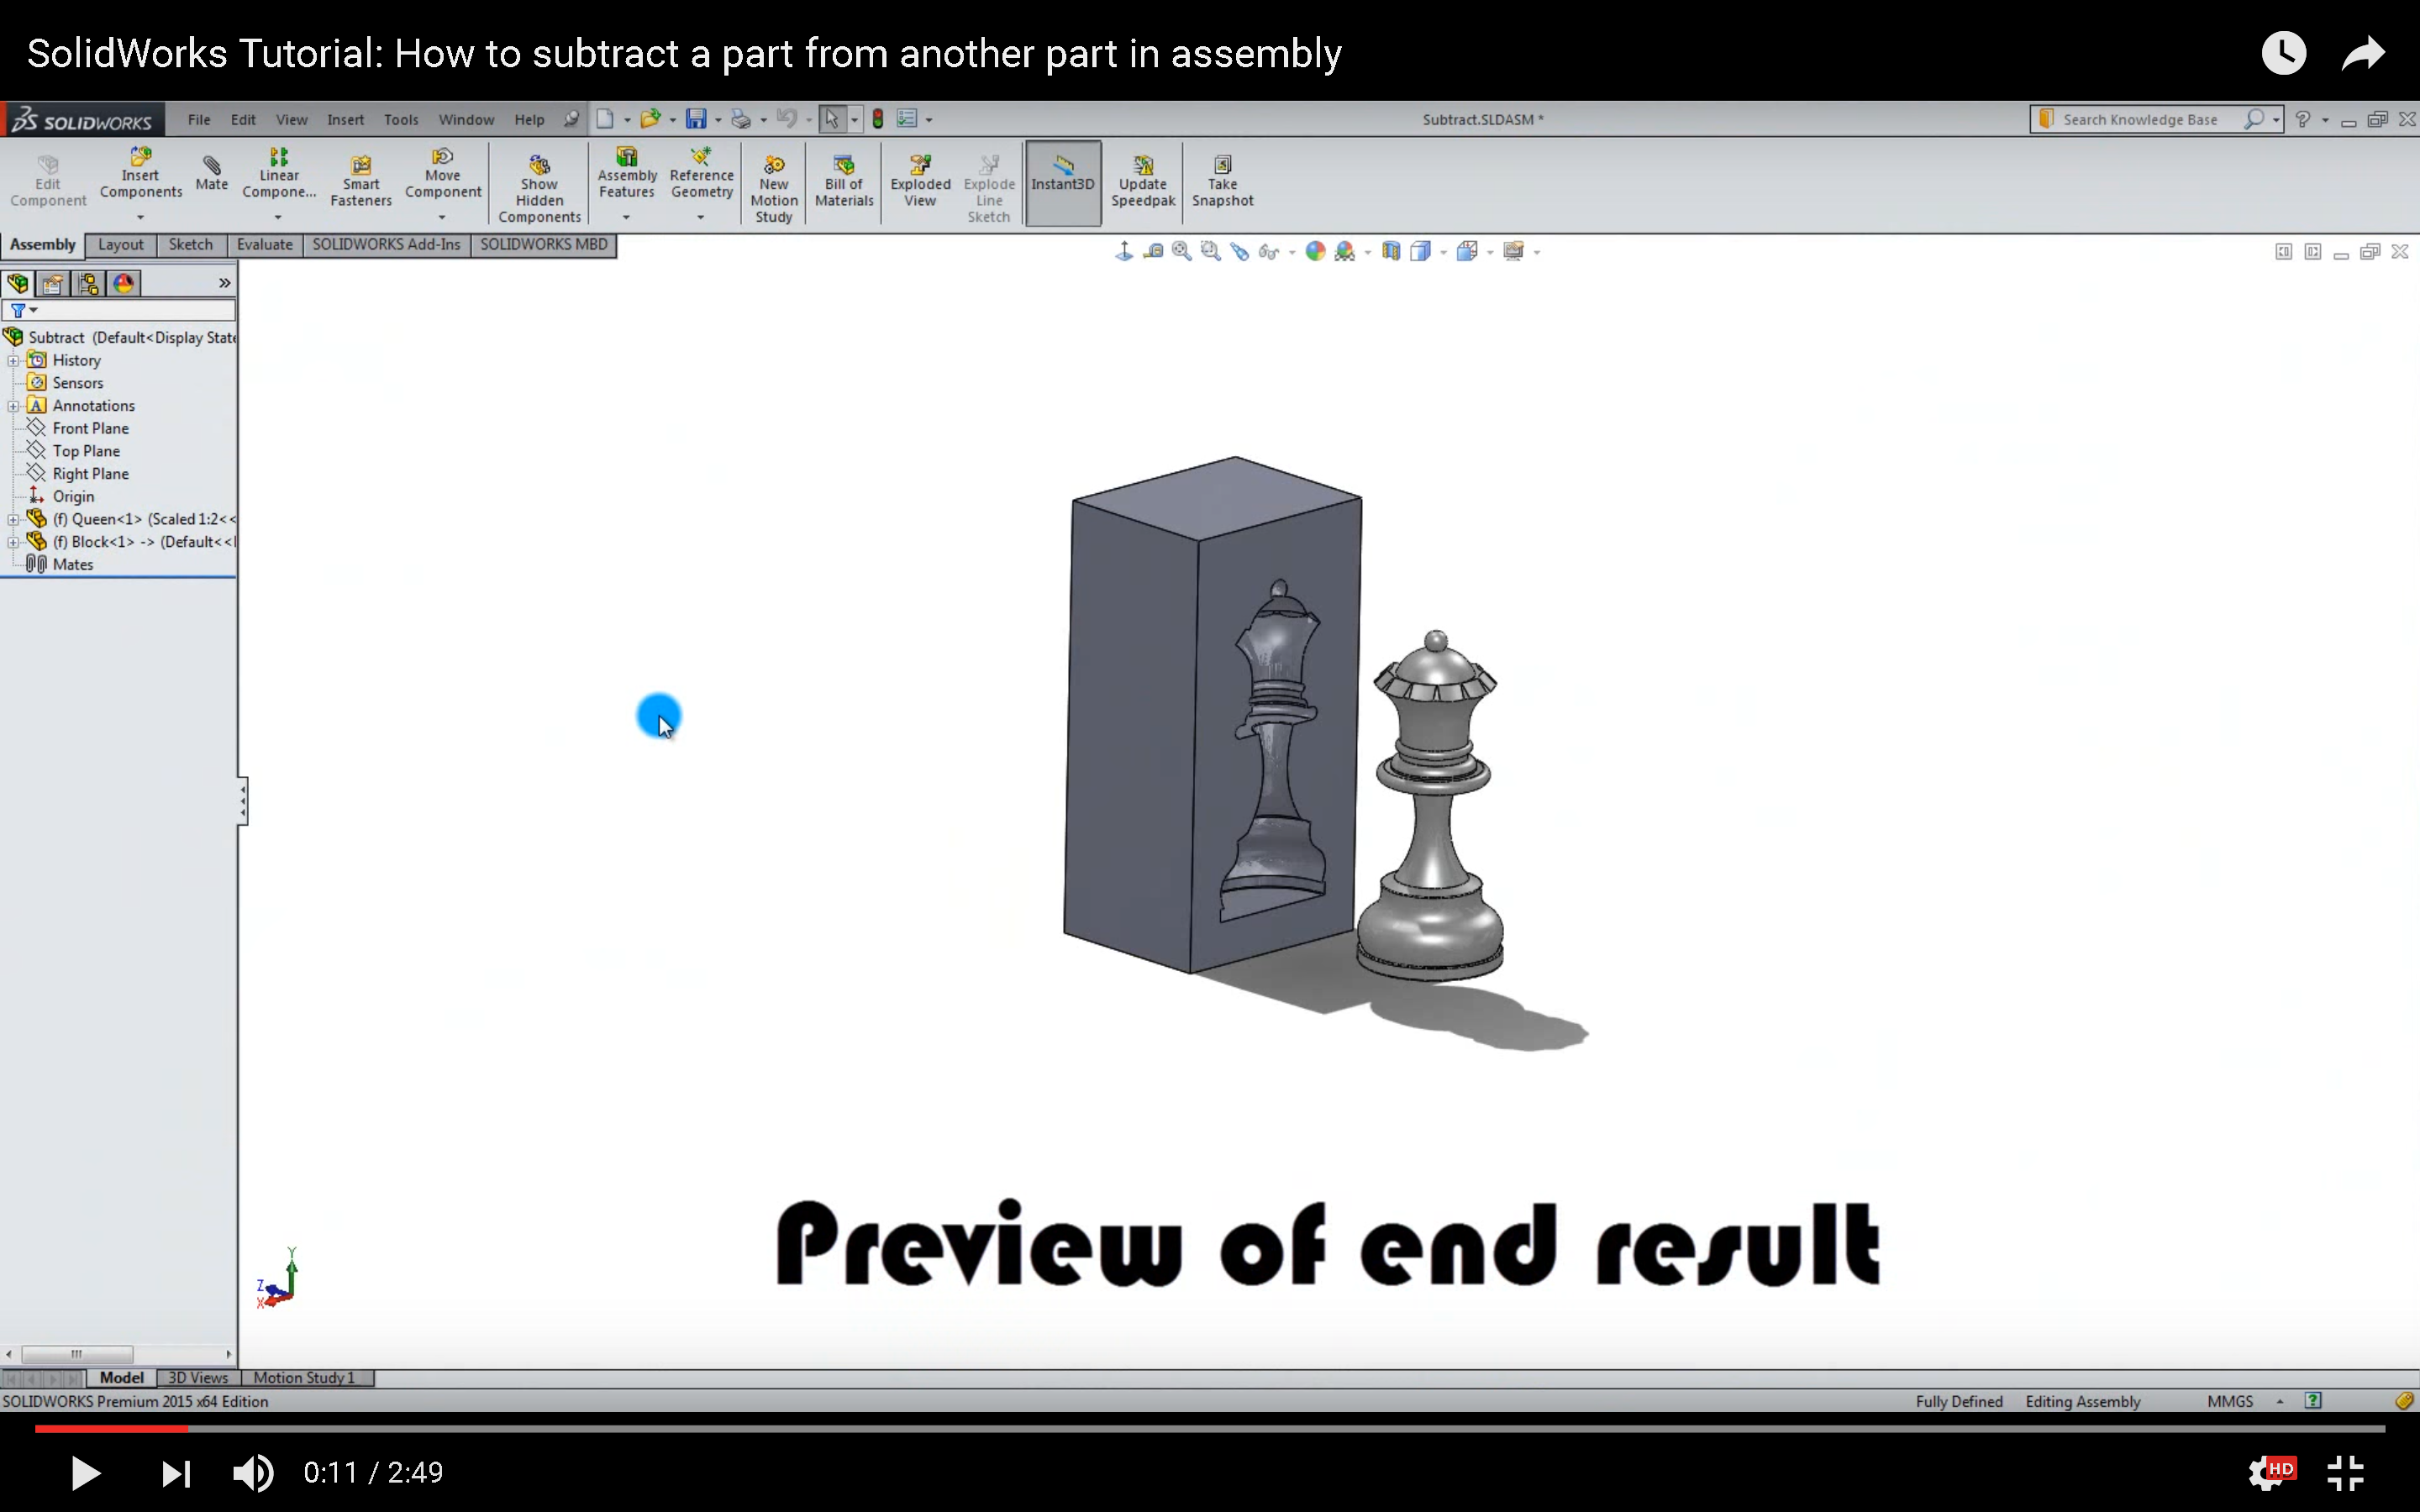 SolidWorks Tutorial: How to subtract a part from another part in assembly
SOLIDWORKS File Edit View Insert Tools Window Help Subtract.SLDASM * Search Knowledge Base
Edit Component
Insert Components
Mate
Linear Compone...
Smart Fasteners
Move Component
Show Hidden Components
Assembly Features
Reference Geometry
New Motion Study
Bill of Materials
Exploded View
Explode Line Sketch
Instant3D
Update Speedpak
Take Snapshot
Assembly Layout Sketch Evaluate SOLIDWORKS Add-Ins SOLIDWORKS MBD
Subtract (Default<Display State
History
Sensors
Annotations
Front Plane
Top Plane
Right Plane
Origin
(f) Queen<1> (Scaled 1:2<<
(f) Block<1> -> (Default<<
Mates
Preview of end result
Y
Z
X
Model 3D Views Motion Study 1
SOLIDWORKS Premium 2015 x64 Edition Fully Defined Editing Assembly MMGS
0:11 / 2:49 HD